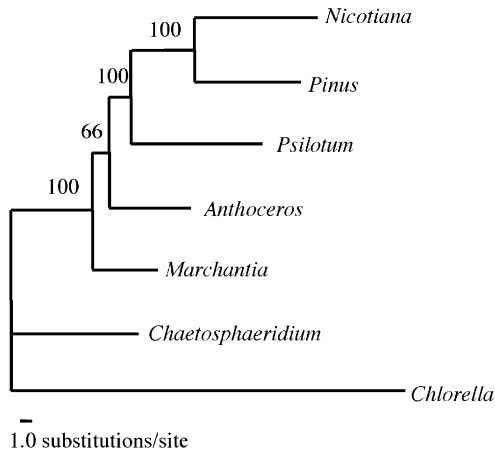 Nicotiana
100
Pinus
100
Psilotum
66
100
Anthoceros
Marchantia
Chaetosphaeridium
Chlorella
1.0 substitutions/site